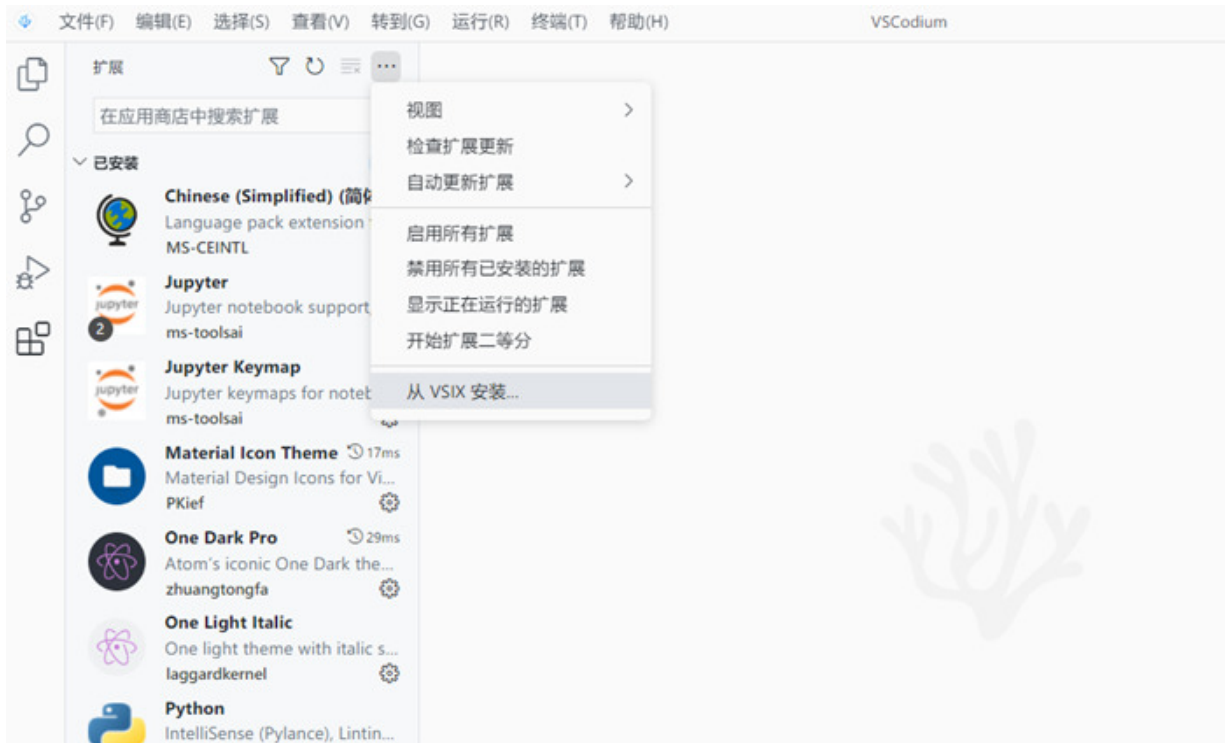 文件(F) 编辑(E) 选择(S) 查看(V) 转到(G) 运行(R) 终端(T) 帮助(H) VSCodium
扩展
在应用商店中搜索扩展
已安装
Chinese (Simplified) (简体
Language pack extension
MS-CEINTL
Jupyter
Jupyter notebook support
jupyter
2
ms-toolsai
Jupyter Keymap
Jupyter keymaps for noteb
jupyter
ms-toolsai
Material Icon Theme 17ms
Material Design Icons for Vi...
PKief
One Dark Pro 29ms
Atom's iconic One Dark the...
zhuangtongfa
One Light Italic
One light theme with italic s...
laggardkernel
Python
IntelliSense (Pylance), Lintin...
视图
检查扩展更新
自动更新扩展
启用所有扩展
禁用所有已安装的扩展
显示正在运行的扩展
开始扩展二等分
从 VSIX 安装...